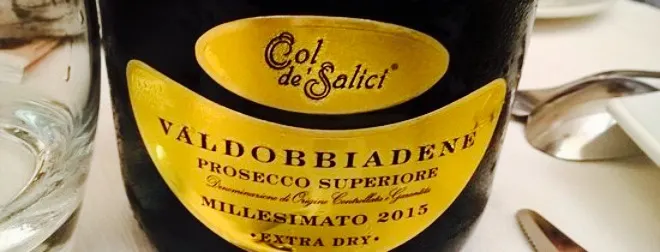 Col
de' Salici®
VALDOBBIADENE
PROSECCO SUPERIORE
Denominazione di Origine Controllata e Garantita
MILLESIMATO 2015
• EXTRA DRY •